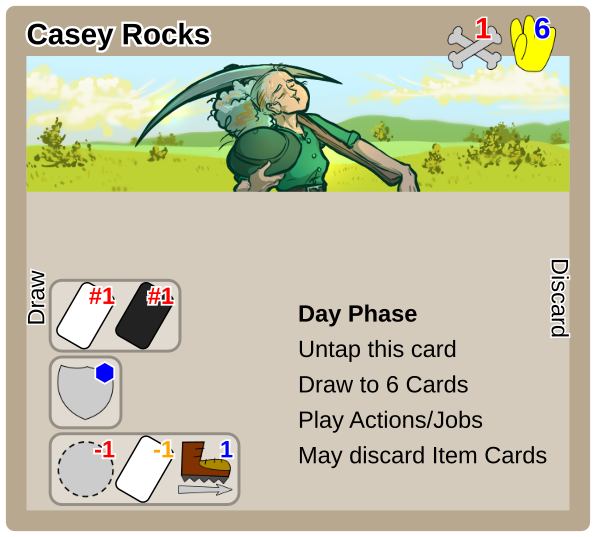 Casey Rocks
1
6
Draw
#1
#1
-1
-1
1
Day Phase
Untap this card
Draw to 6 Cards
Play Actions/Jobs
May discard Item Cards
Discard